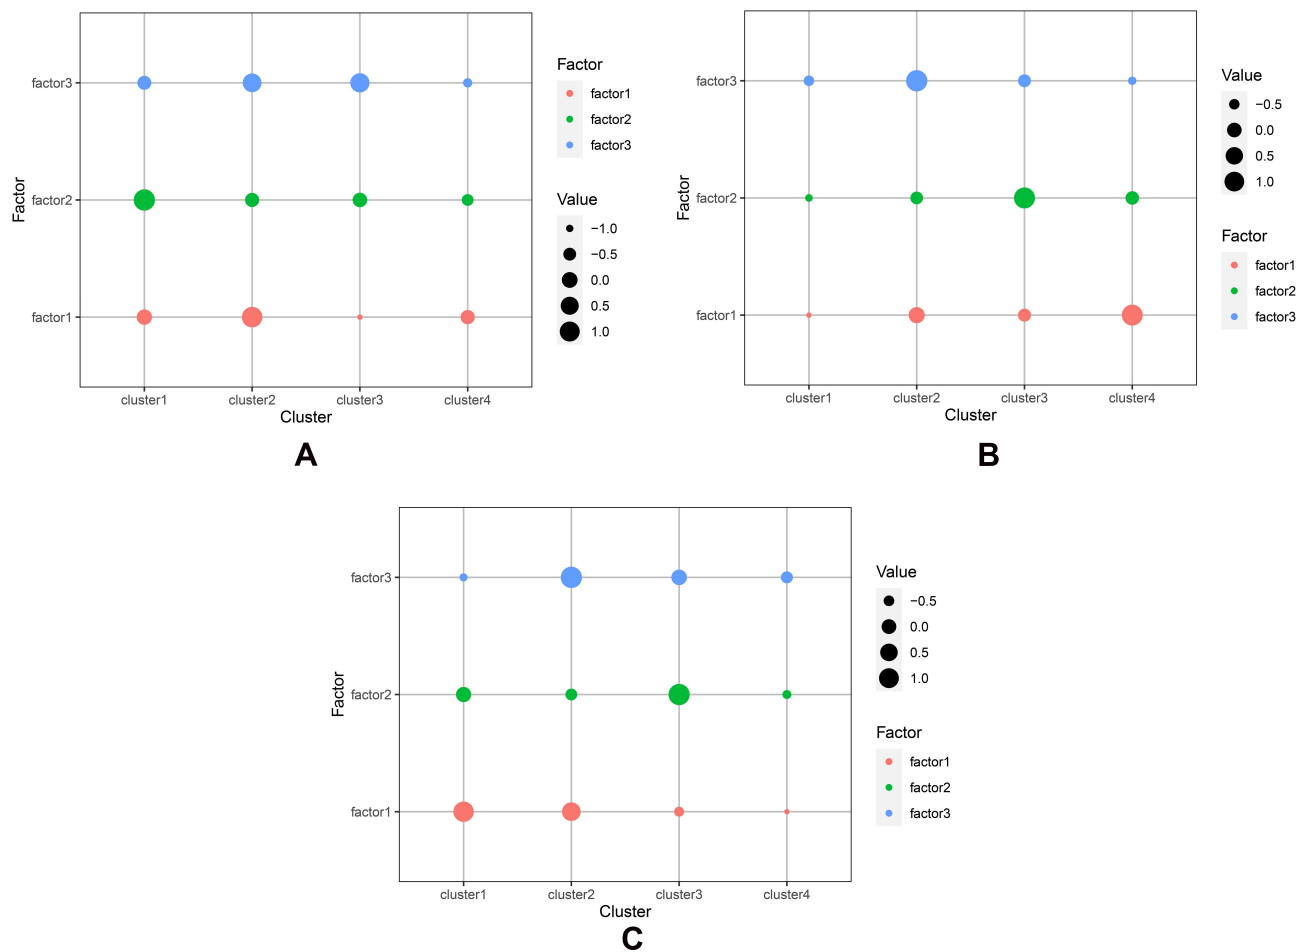 factor3
factor2
factor1
Factor
cluster1 cluster2 cluster3 cluster4
Cluster
Factor
factor1
factor2
factor3
Value
−1.0
−0.5
0.0
0.5
1.0
A
factor3
factor2
factor1
Factor
cluster1 cluster2 cluster3 cluster4
Cluster
Value
−0.5
0.0
0.5
1.0
Factor
factor1
factor2
factor3
B
factor3
factor2
factor1
Factor
cluster1 cluster2 cluster3 cluster4
Cluster
Value
−0.5
0.0
0.5
1.0
Factor
factor1
factor2
factor3
C